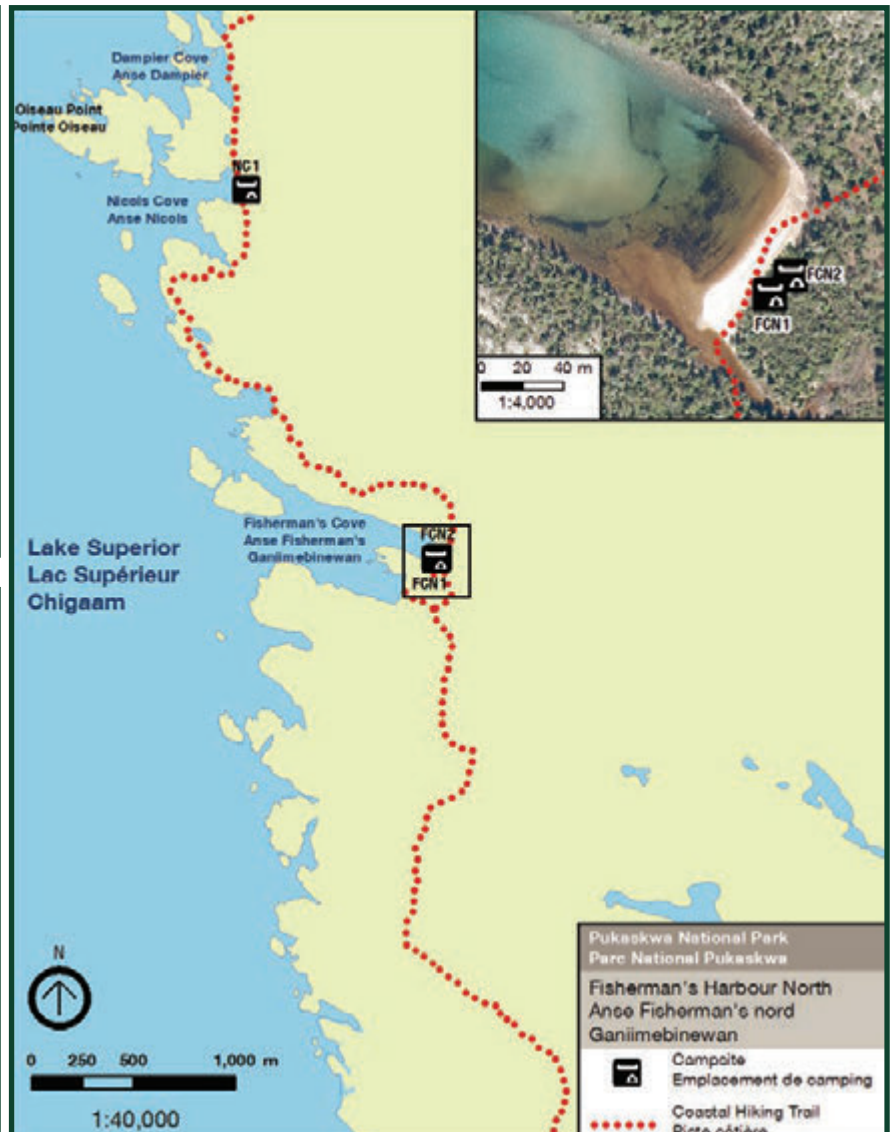 Dampier Cove
Anse Dampier
Oiseau Point
Pointe Oiseau
NC1
Nicols Cove
Anse Nicols
FCN2
FCN1
0 20 40 m
1:4,000
Fisherman's Cove
Anse Fisherman's
Ganiimebinewan
FCN2
FCN1
Lake Superior
Lac Supérieur
Chigaam
N
0 250 500 1,000 m
1:40,000
Pukaskwa National Park
Parc National Pukaskwa
Fisherman's Harbour North
Anse Fisherman's nord
Ganiimebinewan
Campsite
Emplacement de camping
Coastal Hiking Trail
Piste côtière